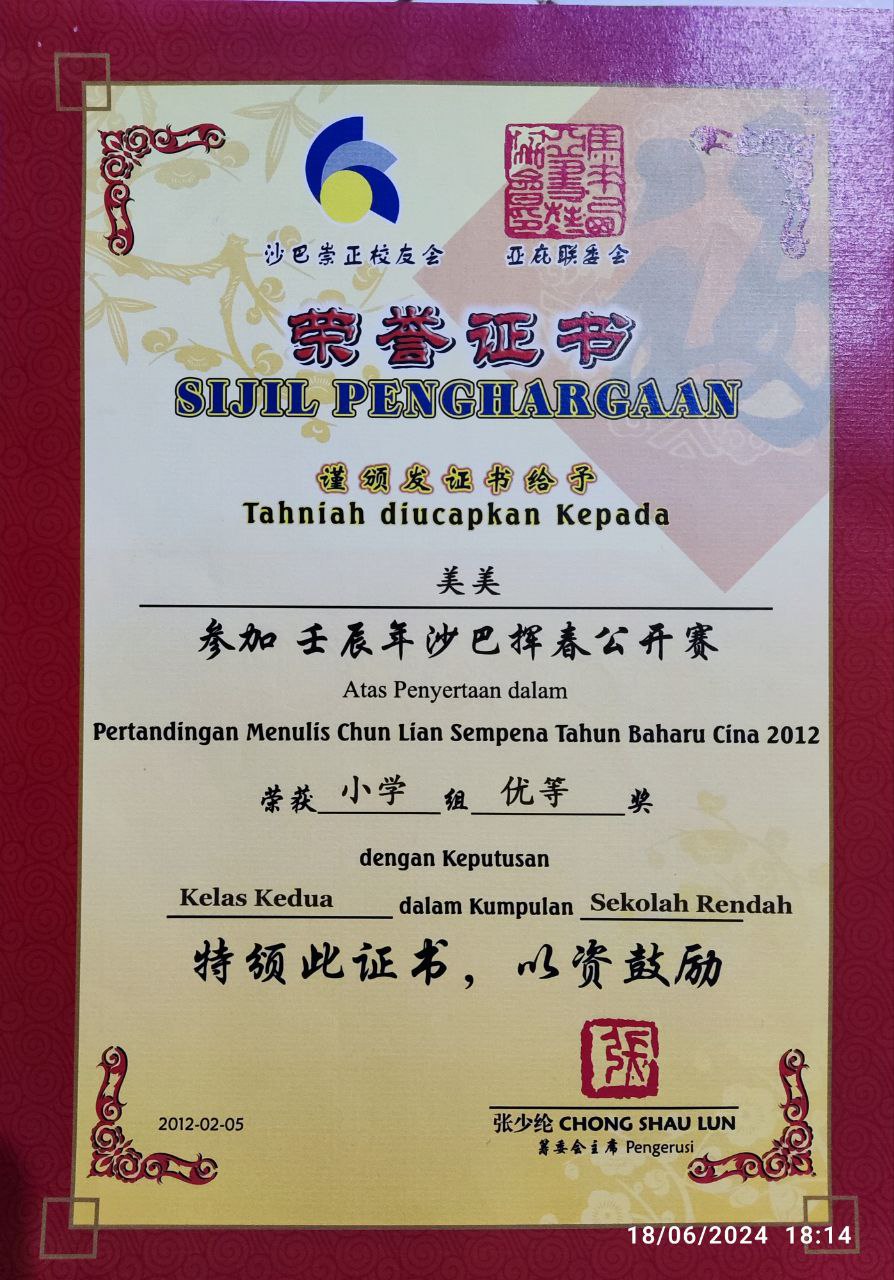 沙巴崇正校友会 亚庇联委会
荣誉证书
SIJIL PENGHARGAAN
谨颁发证书给予
Tahniah diucapkan Kepada
美美
参加 壬辰年沙巴挥春公开赛
Atas Penyertaan dalam
Pertandingan Menulis Chun Lian Sempena Tahun Baharu Cina 2012
荣获 小学 组 优等 奖
dengan Keputusan
Kelas Kedua dalam Kumpulan Sekolah Rendah
特颁此证书，以资鼓励
张
2012-02-05
张少纶 CHONG SHAU LUN
筹委会主席 Pengerusi
18/06/2024 18:14